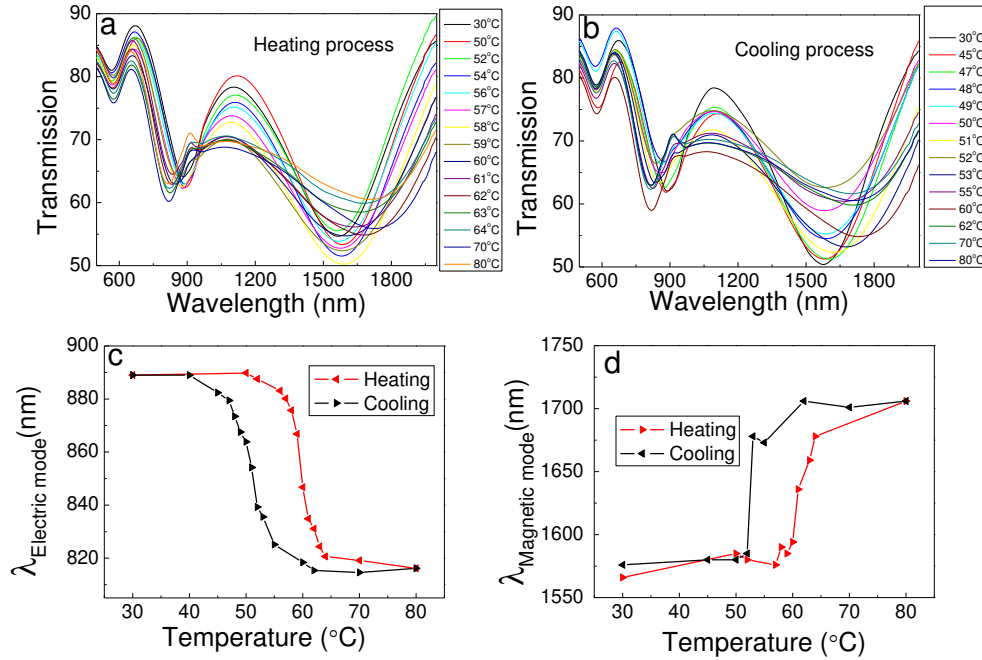 a
Heating process
Transmission
90
80
70
60
50
600
900
1200
1500
1800
Wavelength (nm)
30°C
50°C
52°C
54°C
56°C
57°C
58°C
59°C
60°C
61°C
62°C
63°C
64°C
70°C
80°C
b
Cooling process
Transmission
90
80
70
60
50
600
900
1200
1500
1800
Wavelength (nm)
30°C
45°C
47°C
48°C
49°C
50°C
51°C
52°C
53°C
55°C
60°C
62°C
70°C
80°C
c
Heating
Cooling
λElectric mode(nm)
900
880
860
840
820
30
40
50
60
70
80
Temperature (°C)
d
Heating
Cooling
λMagnetic mode(nm)
1750
1700
1650
1600
1550
30
40
50
60
70
80
Temperature (°C)